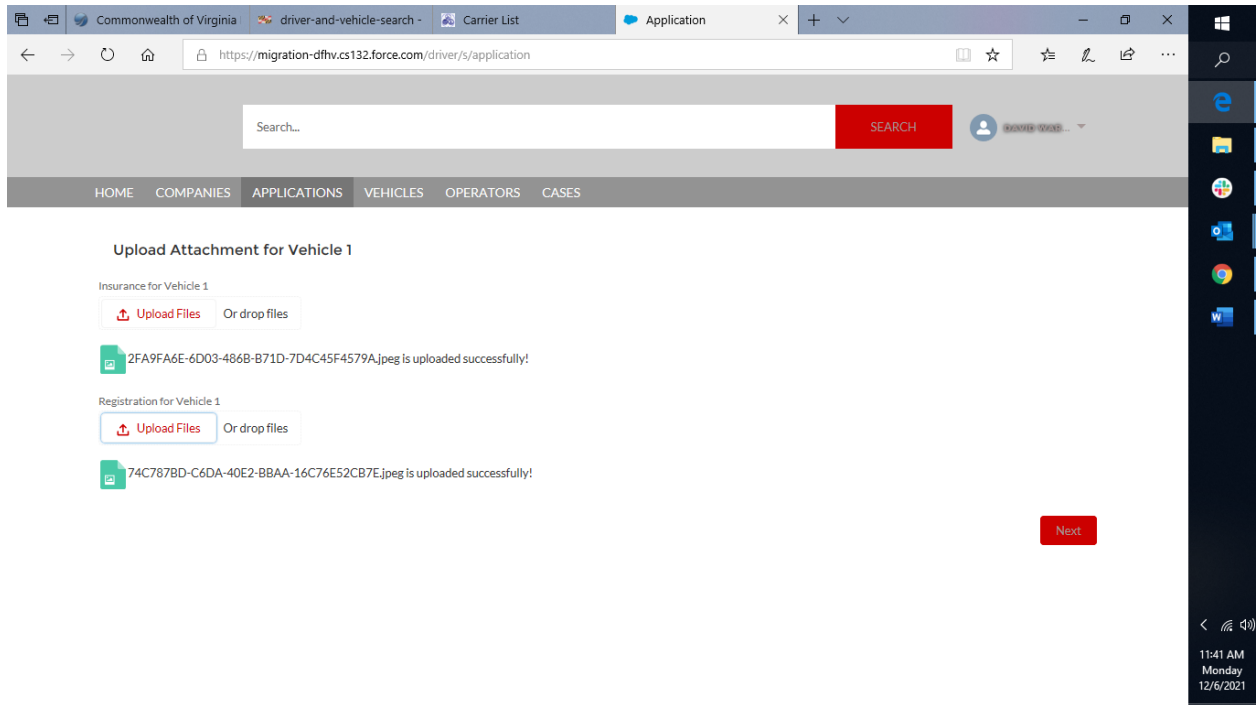 Commonwealth of Virginia
driver-and-vehicle-search -
Carrier List
Application
https://migration-dfhv.cs132.force.com/driver/s/application
Search...
SEARCH
HOME COMPANIES APPLICATIONS VEHICLES OPERATORS CASES
Upload Attachment for Vehicle 1
Insurance for Vehicle 1
Upload Files Or drop files
2FA9FA6E-6D03-486B-B71D-7D4C45F4579A.jpeg is uploaded successfully!
Registration for Vehicle 1
Upload Files Or drop files
74C787BD-C6DA-40E2-BBAA-16C76E52CB7E.jpeg is uploaded successfully!
Next
11:41 AM
Monday
12/6/2021